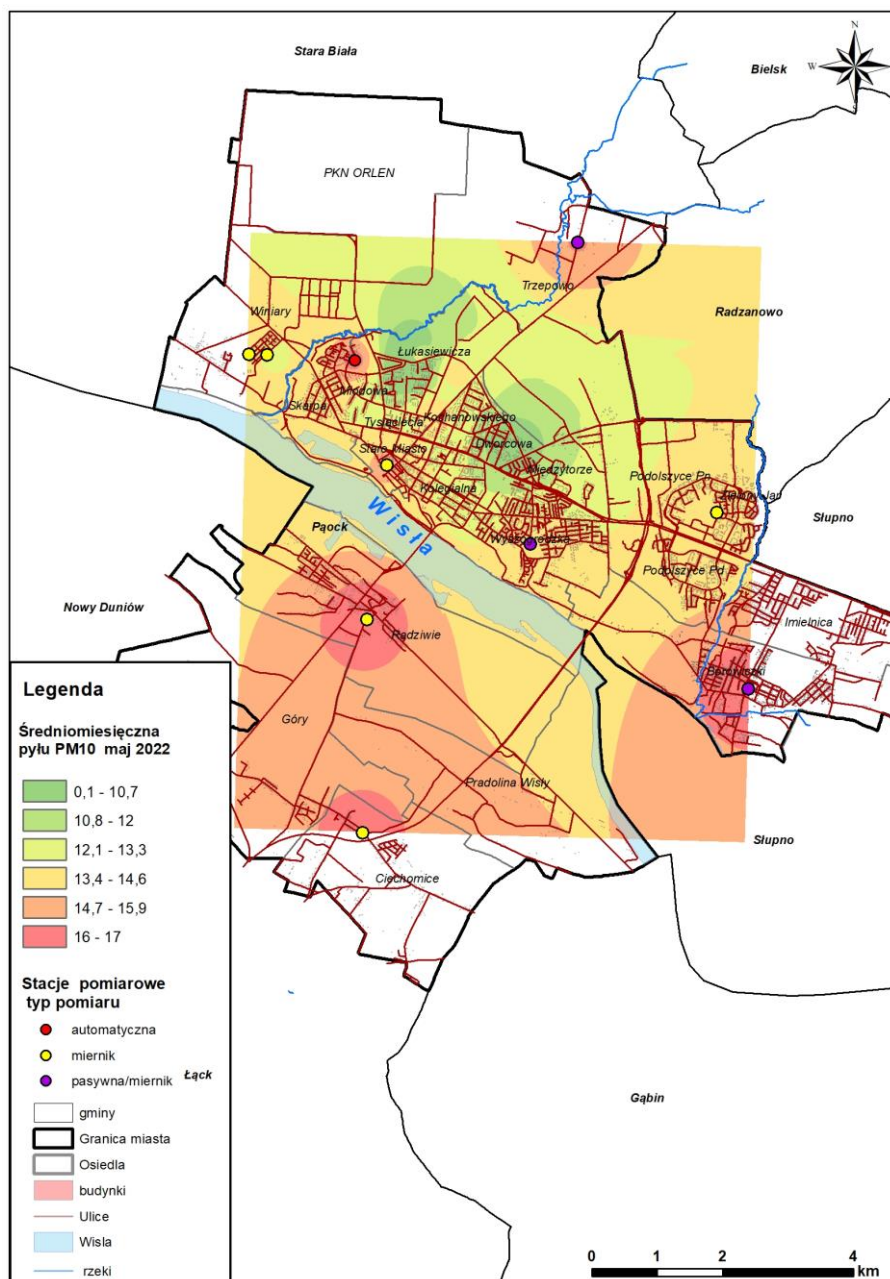 Stara Biała
Bielsk
N
W
PKN ORLEN
Trzepowo
Radzanowo
Winiary
Łukasiewicza
Miodowa
Skarpa
Tysiąclecia
Kochanowskiego
Dworcowa
Stare Miasto
Międzytorze
Kolegialna
Podolszyce Pn
Zielony Jar
Słupno
Wisła
Pąock
Wyszogrodzka
Podolszyce Pd
Nowy Duniów
Radziwie
Imielnica
Borowiczki
Góry
Pradolina Wisły
Słupno
Ciechomice
Legenda
Średniomiesięczna
pyłu PM10 maj 2022
0,1 - 10,7
10,8 - 12
12,1 - 13,3
13,4 - 14,6
14,7 - 15,9
16 - 17
Stacje pomiarowe
typ pomiaru
automatyczna
miernik
pasywna/miernik
Łąck
gminy
Granica miasta
Osiedla
budynki
Ulice
Wisla
rzeki
Gąbin
0 1 2 4
km